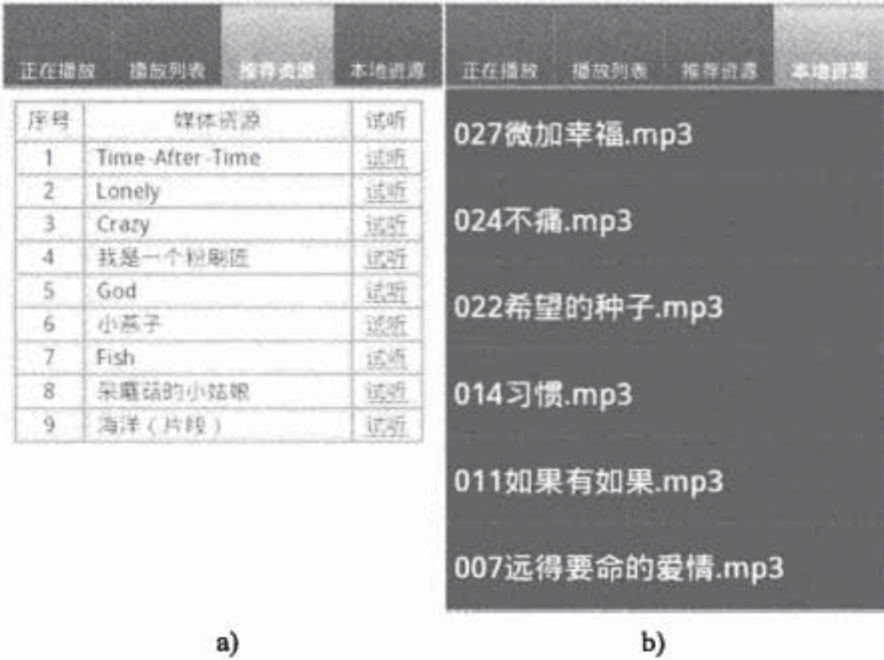 正在播放 播放列表 推荐资源 本地资源
序号 媒体资源 试听
1 Time-After-Time 试听
2 Lonely 试听
3 Crazy 试听
4 我是一个粉刷匠 试听
5 God 试听
6 小燕子 试听
7 Fish 试听
8 采蘑菇的小姑娘 试听
9 海洋（片段） 试听
a)
正在播放 播放列表 推荐资源 本地资源
027微加幸福.mp3
024不痛.mp3
022希望的种子.mp3
014习惯.mp3
011如果有如果.mp3
007远得要命的爱情.mp3
b)